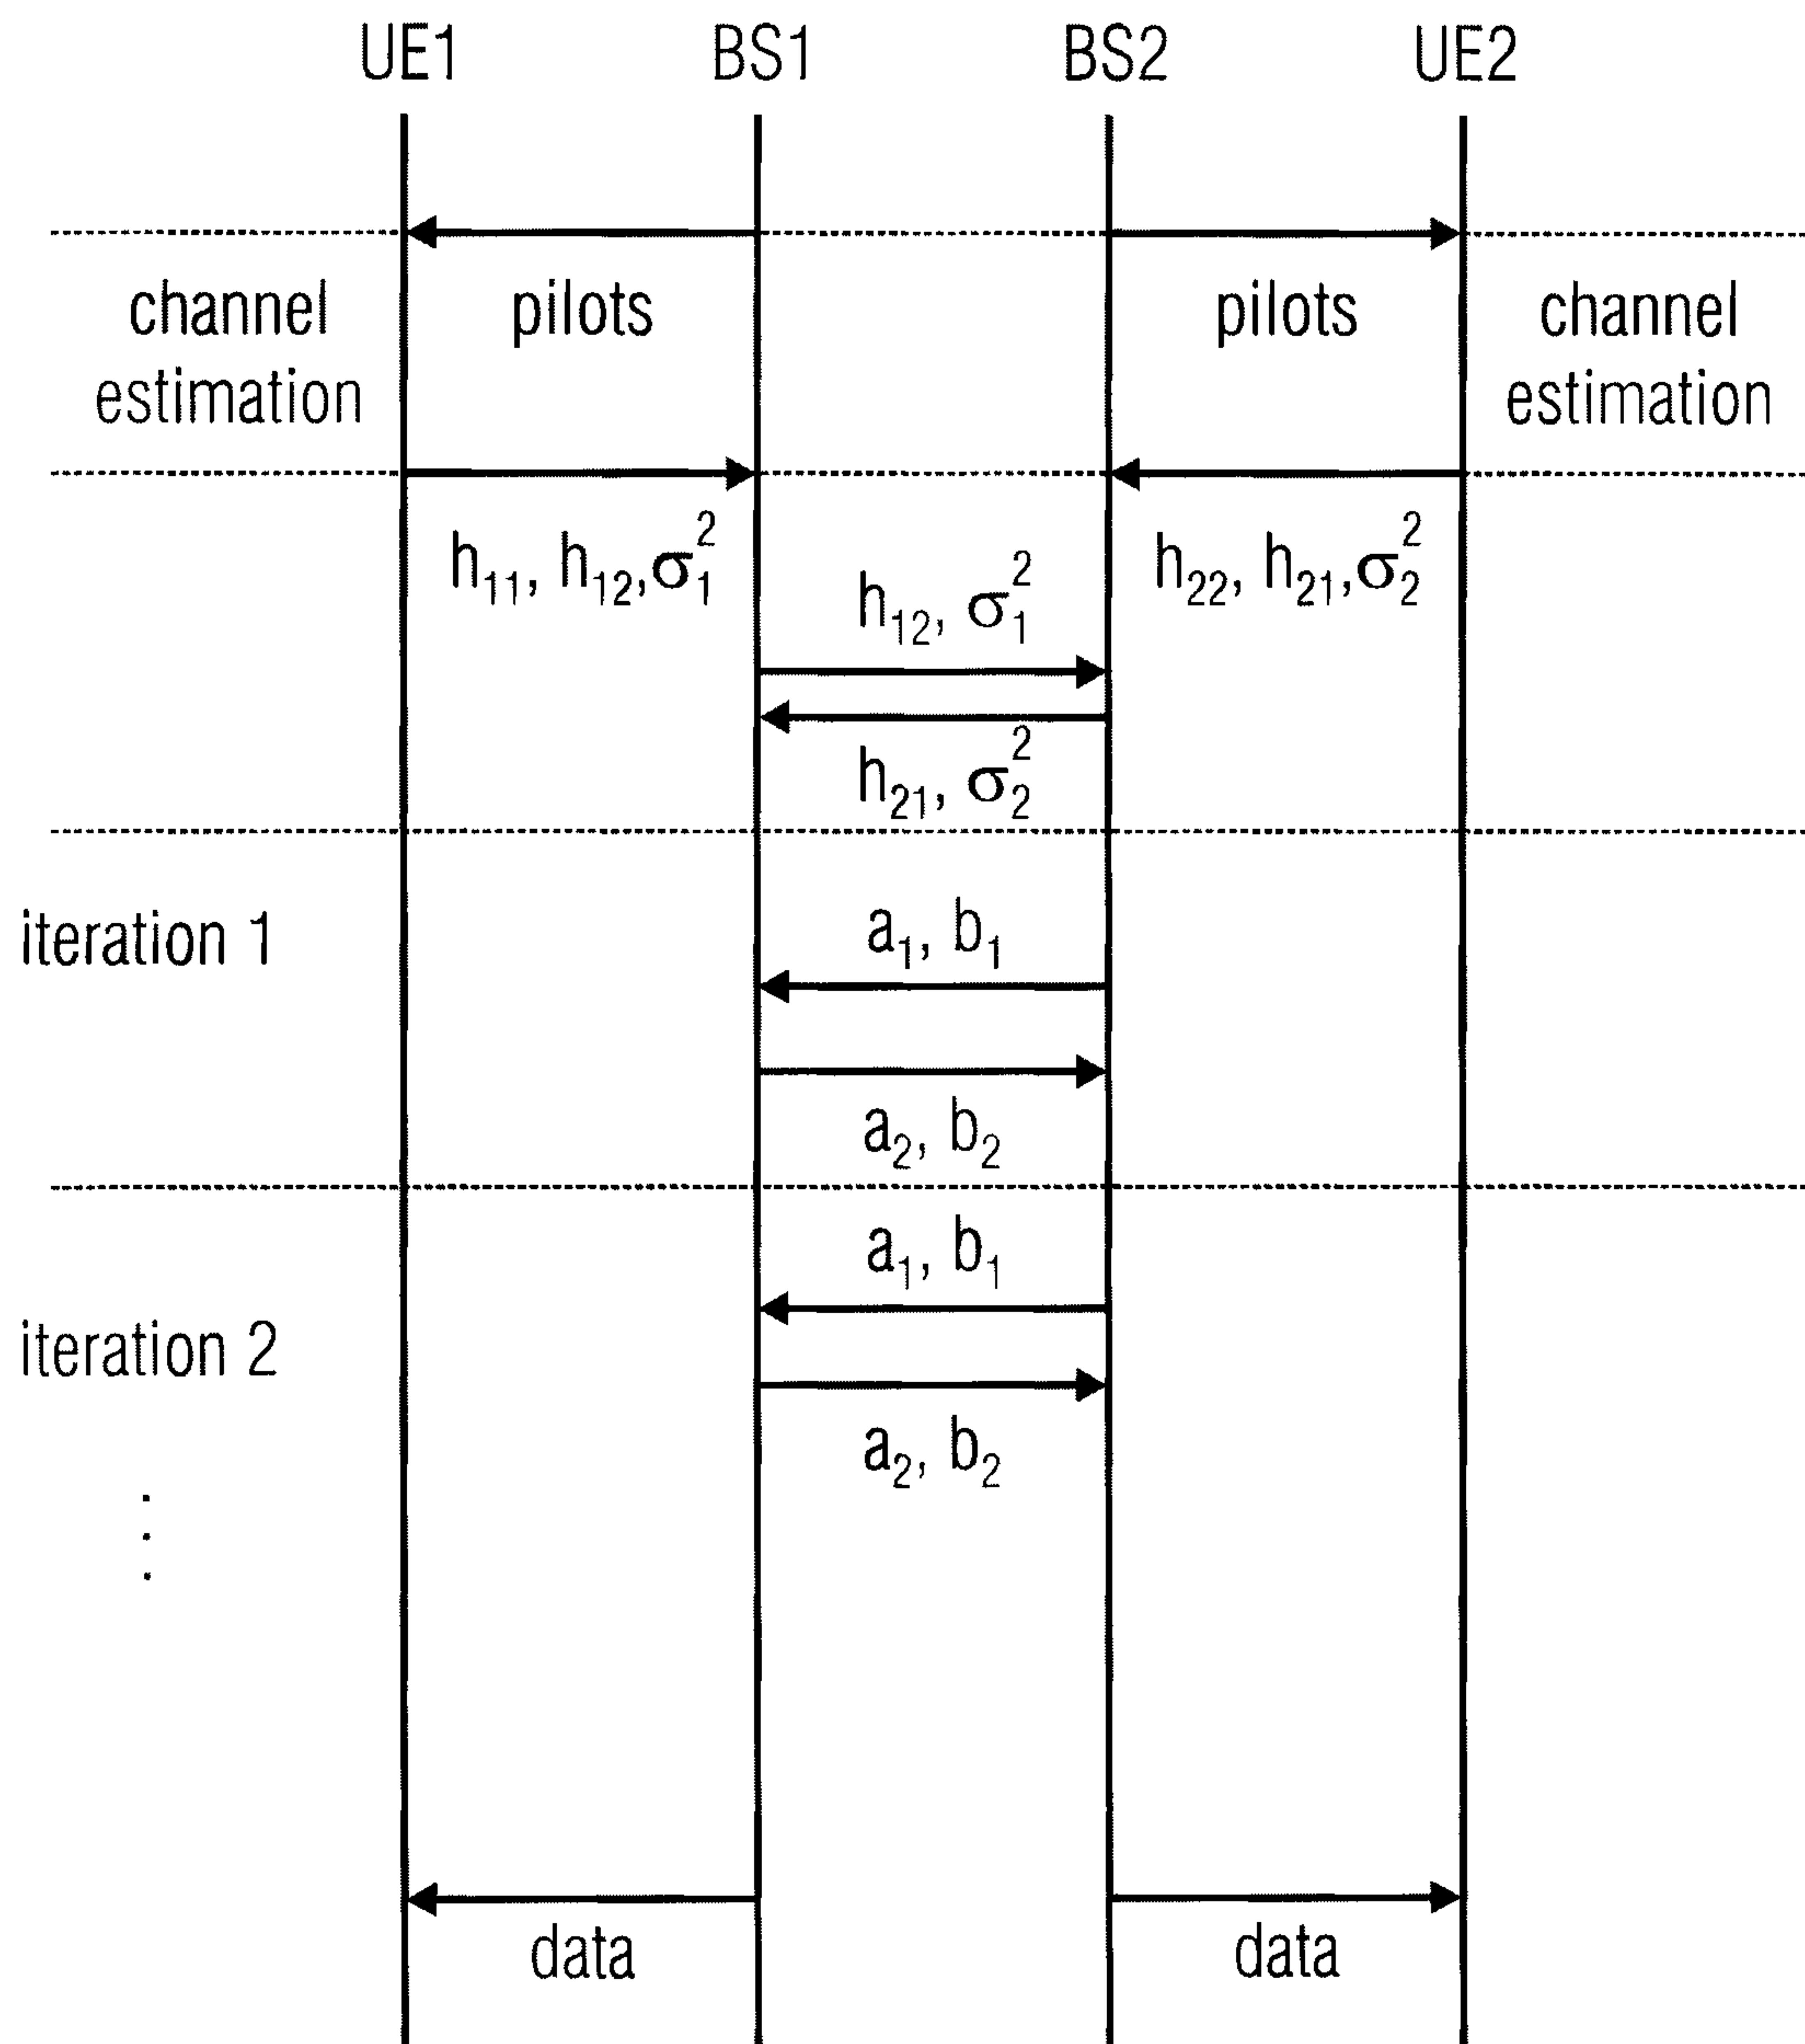 UE1 BS1 BS2 UE2
channel estimation
pilots
pilots
channel estimation
h₁₁, h₁₂, σ₁²
h₂₂, h₂₁, σ₂²
h₁₂, σ₁²
h₂₁, σ₂²
iteration 1
a₁, b₁
a₂, b₂
iteration 2
a₁, b₁
a₂, b₂
data
data